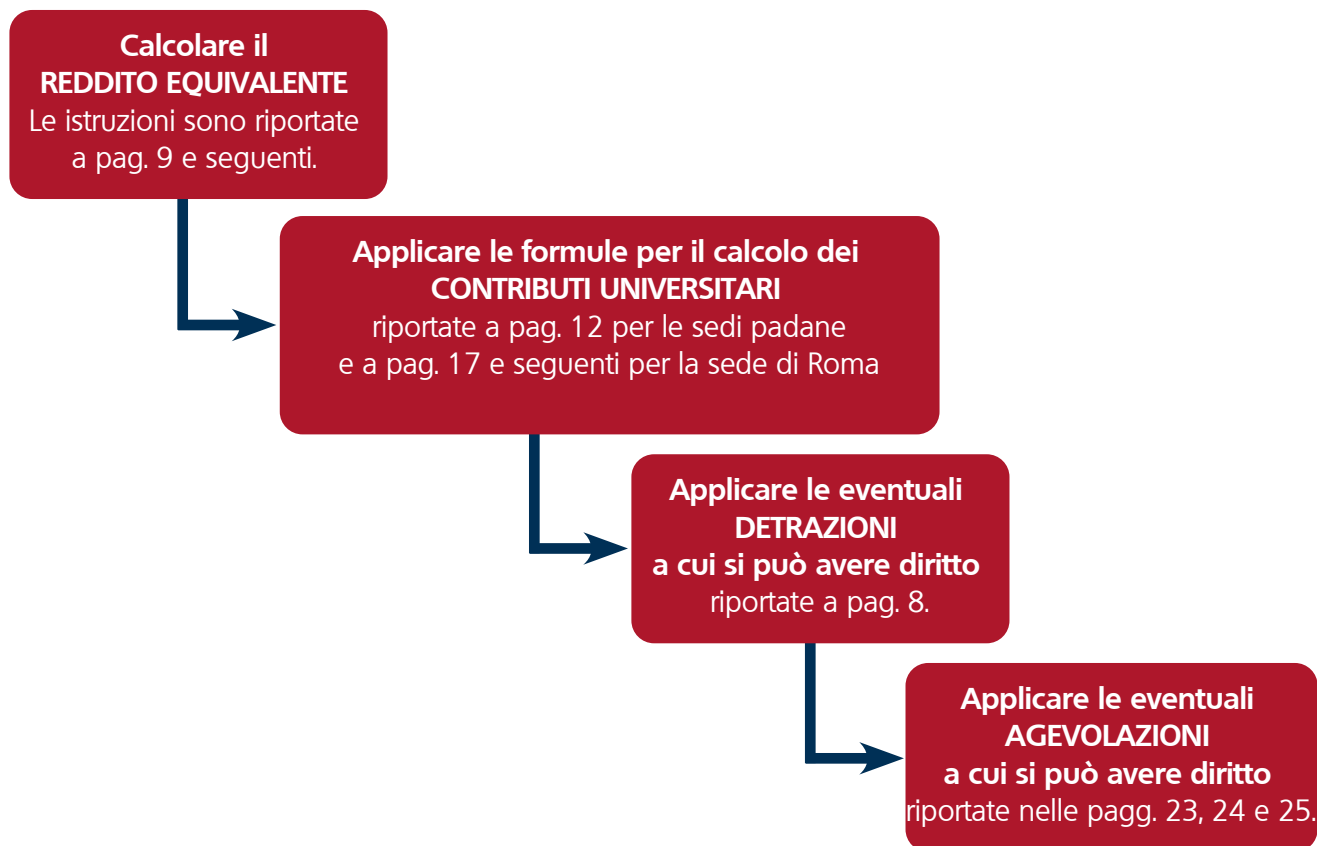 Calcolare il
REDDITO EQUIVALENTE
Le istruzioni sono riportate
a pag. 9 e seguenti.
Applicare le formule per il calcolo dei
CONTRIBUTI UNIVERSITARI
riportate a pag. 12 per le sedi padane
e a pag. 17 e seguenti per la sede di Roma
Applicare le eventuali
DETRAZIONI
a cui si può avere diritto
riportate a pag. 8.
Applicare le eventuali
AGEVOLAZIONI
a cui si può avere diritto
riportate nelle pagg. 23, 24 e 25.